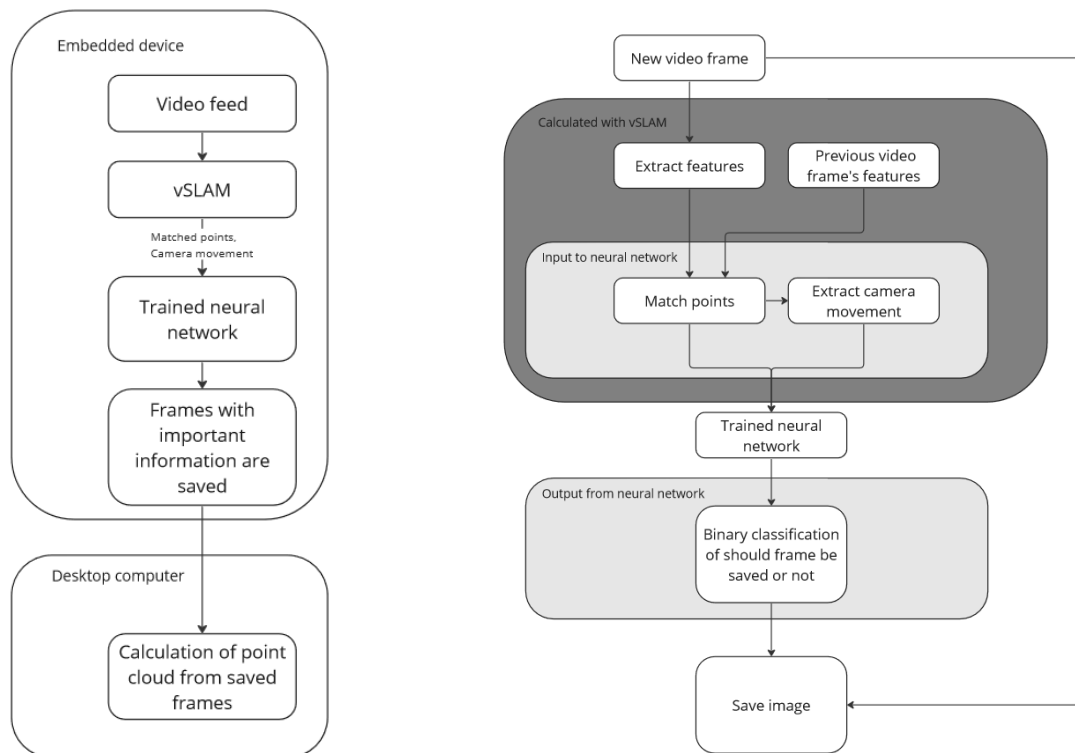 Embedded device
Video feed
vSLAM
Matched points,
Camera movement
Trained neural
network
Frames with
important
information are
saved
Desktop computer
Calculation of point
cloud from saved
frames
New video frame
Calculated with vSLAM
Extract features
Previous video
frame's features
Input to neural network
Match points
Extract camera
movement
Trained neural
network
Output from neural network
Binary classification
of should frame be
saved or not
Save image